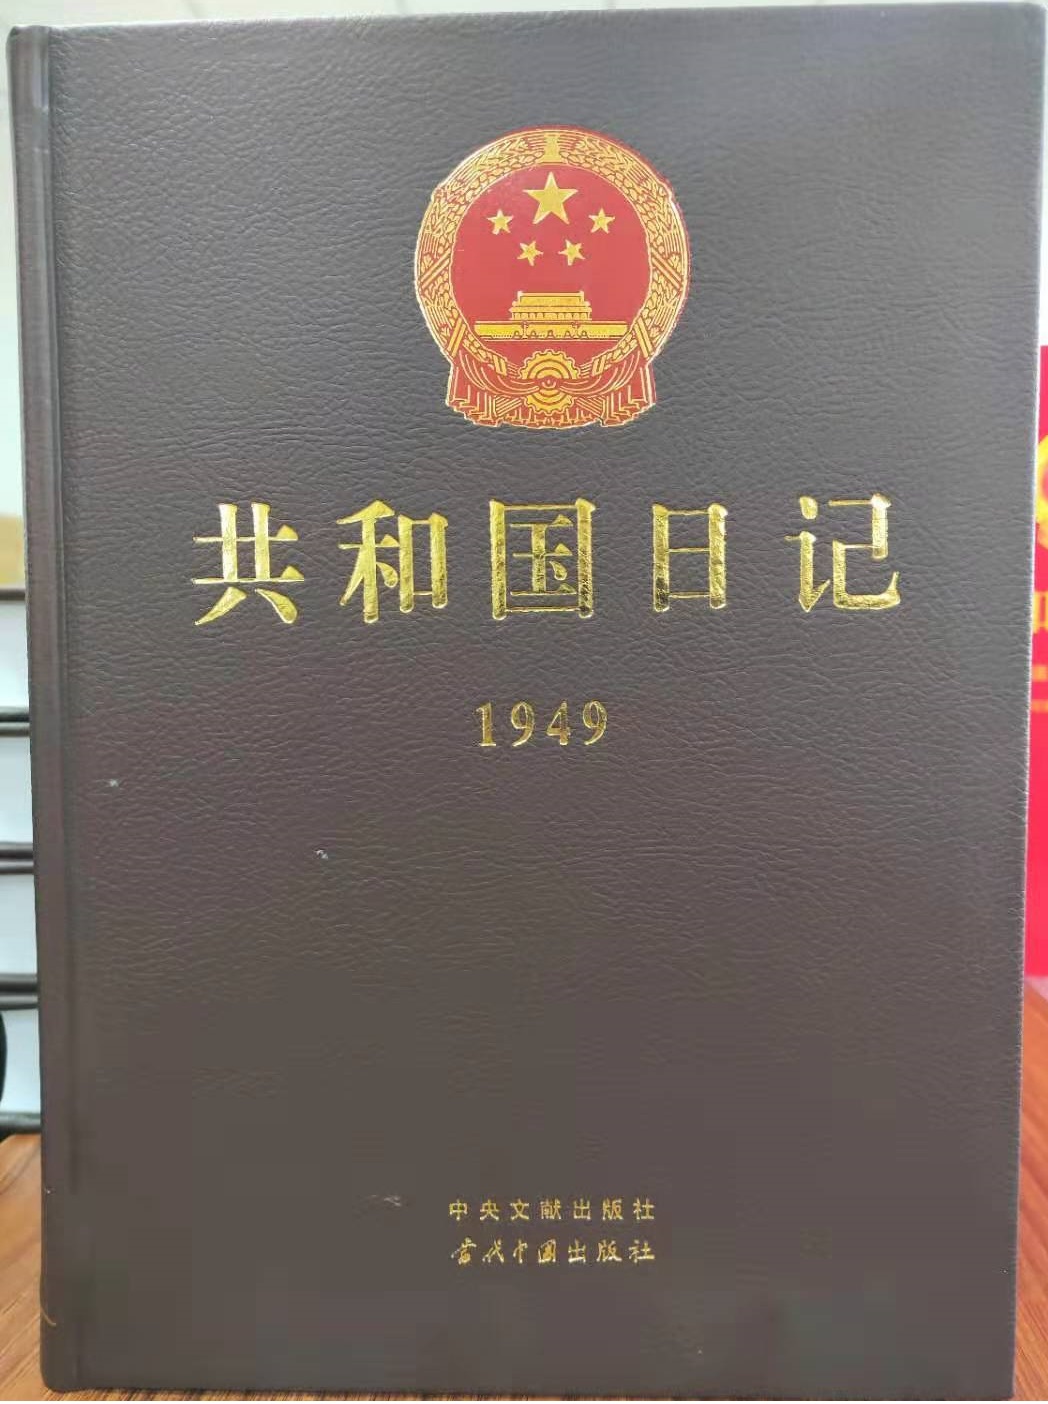 共和国日记
1949
中央文献出版社
当代中国出版社